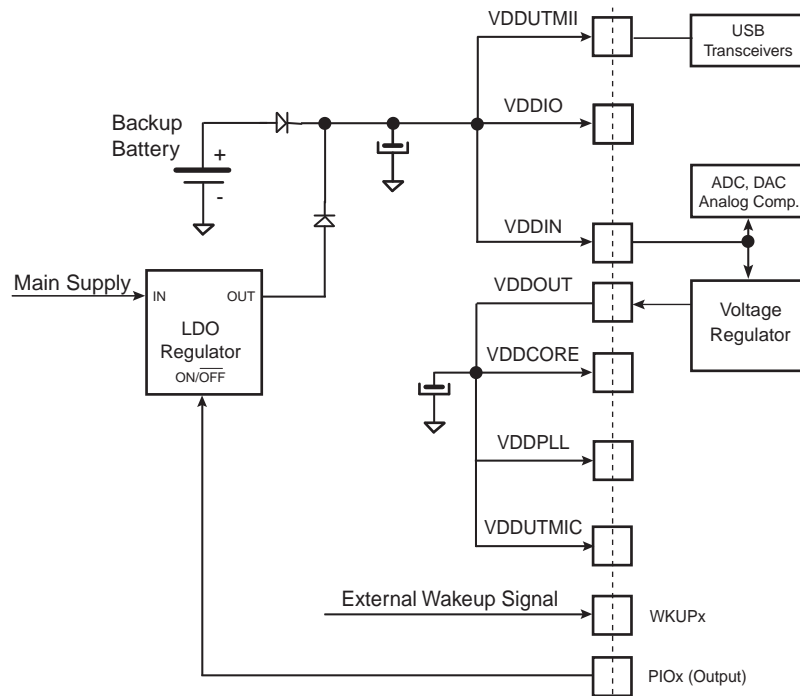 VDDUTMII
USB
Transceivers
Backup
Battery
+
-
VDDIO
ADC, DAC
Analog Comp.
VDDIN
Main Supply
IN
OUT
LDO
Regulator
ON/OFF
VDDOUT
Voltage
Regulator
VDDCORE
VDDPLL
VDDUTMIC
External Wakeup Signal
WKUPx
PIOx (Output)